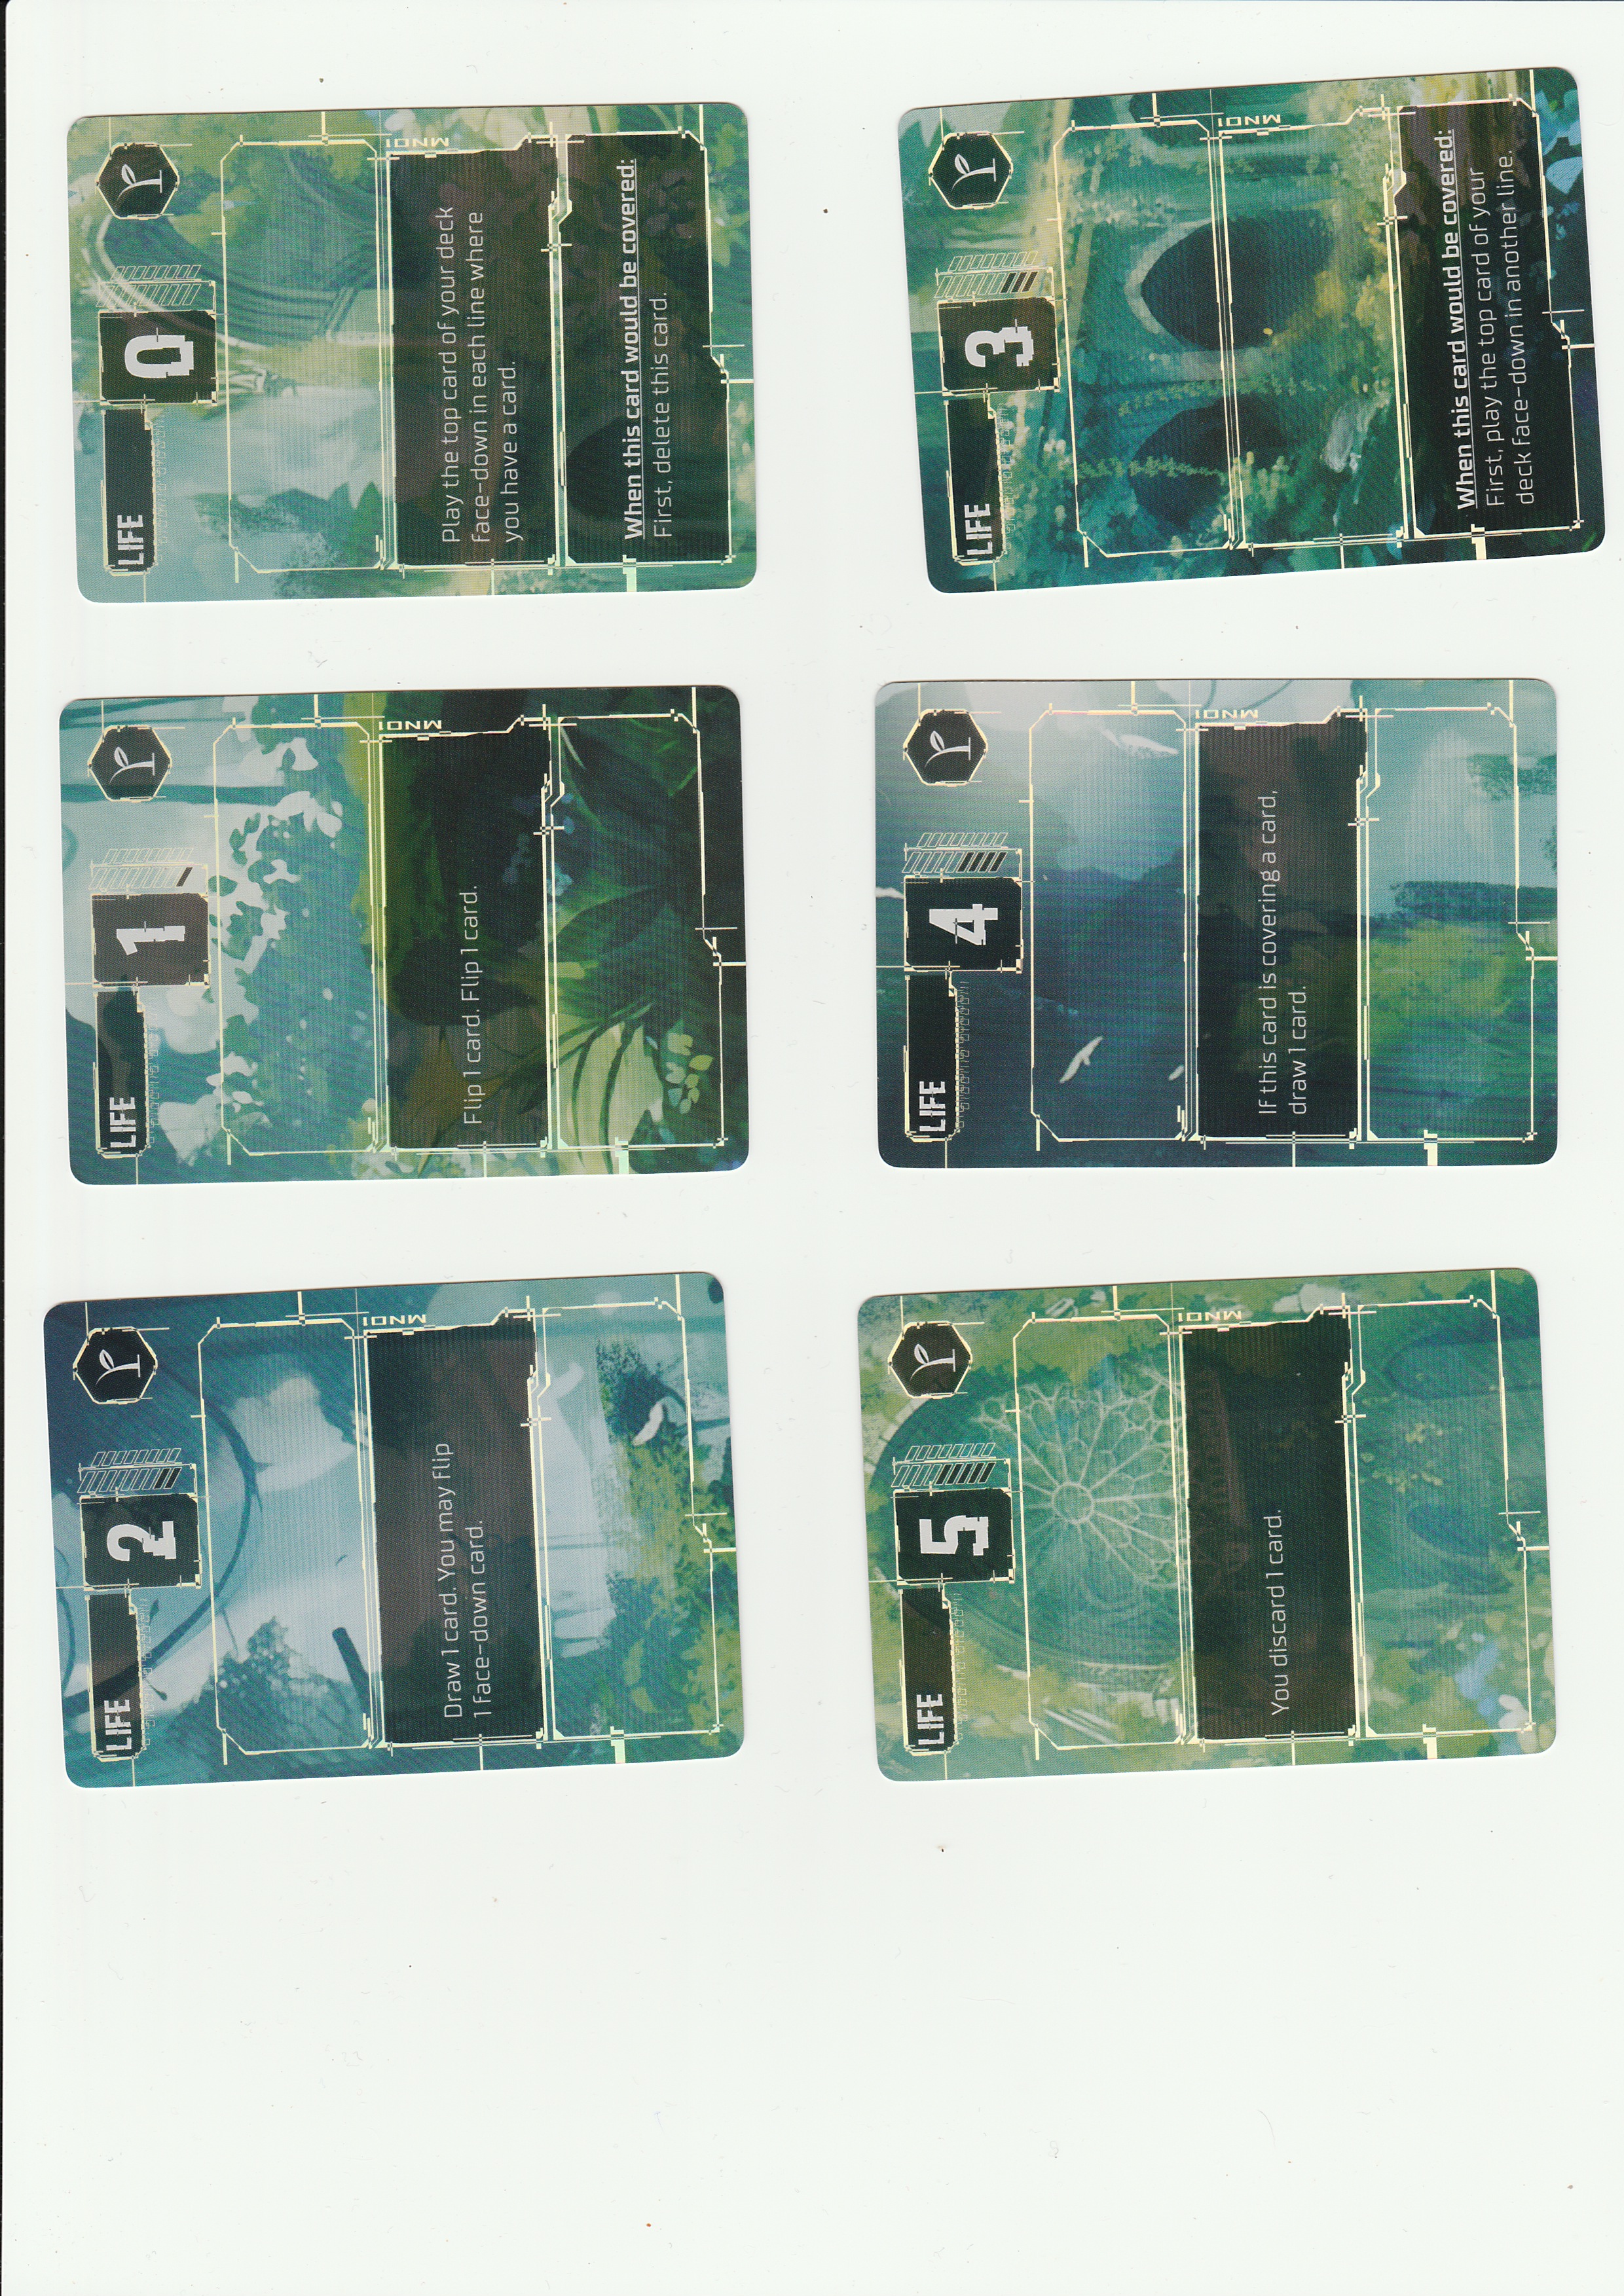 LIFE
2
MN01
Draw 1 card. You may flip
1 face-down card.
LIFE
1
MN01
Flip 1 card. Flip 1 card.
LIFE
0
MN01
Play the top card of your deck
face-down in each line where
you have a card.
When this card would be covered:
First, delete this card.
LIFE
5
MN01
You discard 1 card.
LIFE
4
MN01
If this card is covering a card,
draw 1 card.
LIFE
3
MN01
When this card would be covered:
First, play the top card of your
deck face-down in another line.